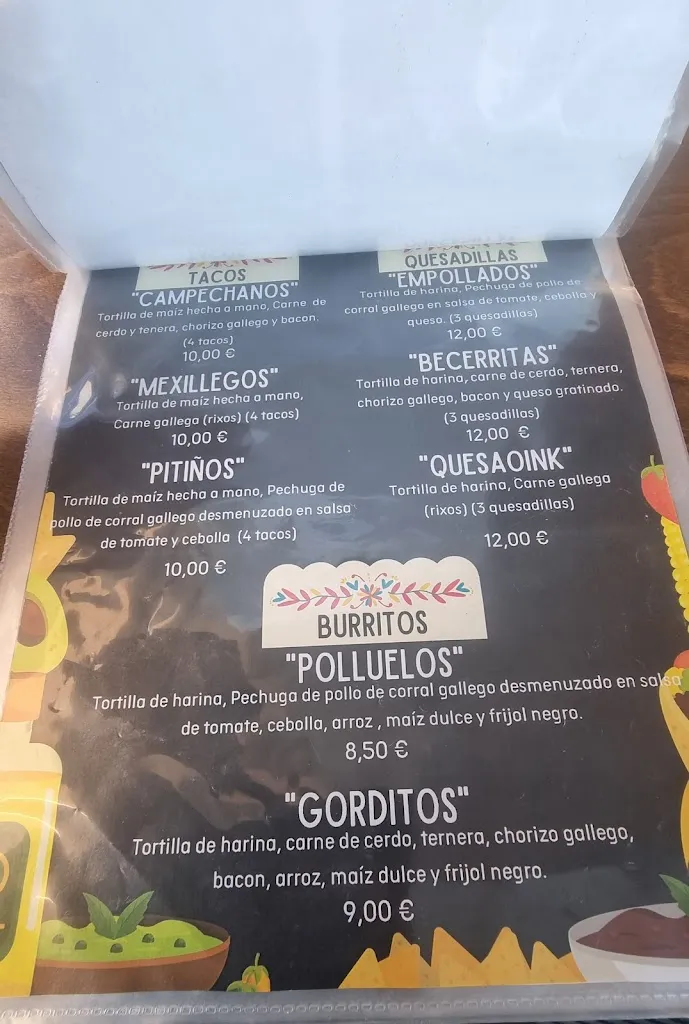 TACOS
"CAMPECHANOS"
Tortilla de maíz hecha a mano, Carne de
cerdo y tenera, chorizo gallego y bacon.
(4 tacos)
10,00 €
"MEXILLEGOS"
Tortilla de maíz hecha a mano,
Carne gallega (rixos) (4 tacos)
10,00 €
"PITIÑOS"
Tortilla de maíz hecha a mano, Pechuga de
pollo de corral gallego desmenuzado en salsa
de tomate y cebolla (4 tacos)
10,00 €
QUESADILLAS
"EMPOLLADOS"
Tortilla de harina, Pechuga de pollo de
corral gallego en salsa de tomate, cebolla y
queso. (3 quesadillas)
12,00 €
"BECERRITAS"
Tortilla de harina, carne de cerdo, ternera,
chorizo gallego, bacon y queso gratinado.
(3 quesadillas)
12,00 €
"QUESAOINK"
Tortilla de harina, Carne gallega
(rixos) (3 quesadillas)
12,00 €
BURRITOS
"POLLUELOS"
Tortilla de harina, Pechuga de pollo de corral gallego desmenuzado en salsa
de tomate, cebolla, arroz , maíz dulce y frijol negro.
8,50 €
"GORDITOS"
Tortilla de harina, carne de cerdo, ternera, chorizo gallego,
bacon, arroz, maíz dulce y frijol negro.
9,00 €